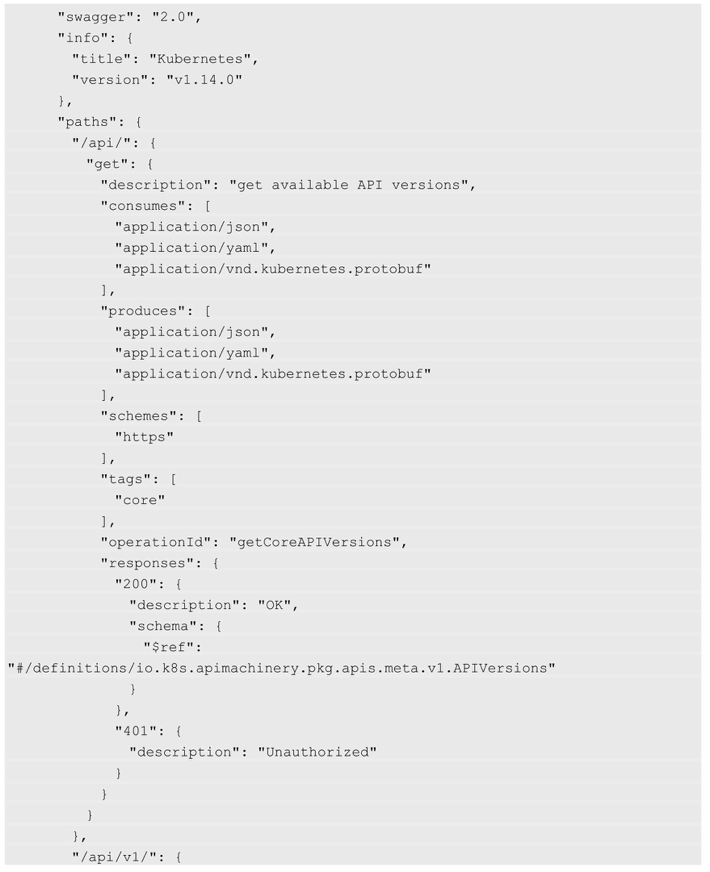 "swagger": "2.0",
"info": {
"title": "Kubernetes",
"version": "v1.14.0"
},
"paths": {
"/api/": {
"get": {
"description": "get available API versions",
"consumes": [
"application/json",
"application/yaml",
"application/vnd.kubernetes.protobuf"
],
"produces": [
"application/json",
"application/yaml",
"application/vnd.kubernetes.protobuf"
],
"schemes": [
"https"
],
"tags": [
"core"
],
"operationId": "getCoreAPIVersions",
"responses": {
"200": {
"description": "OK",
"schema": {
"$ref":
"#/definitions/io.k8s.apimachinery.pkg.apis.meta.v1.APIVersions"
}
},
"401": {
"description": "Unauthorized"
}
}
}
},
"/api/v1/": {